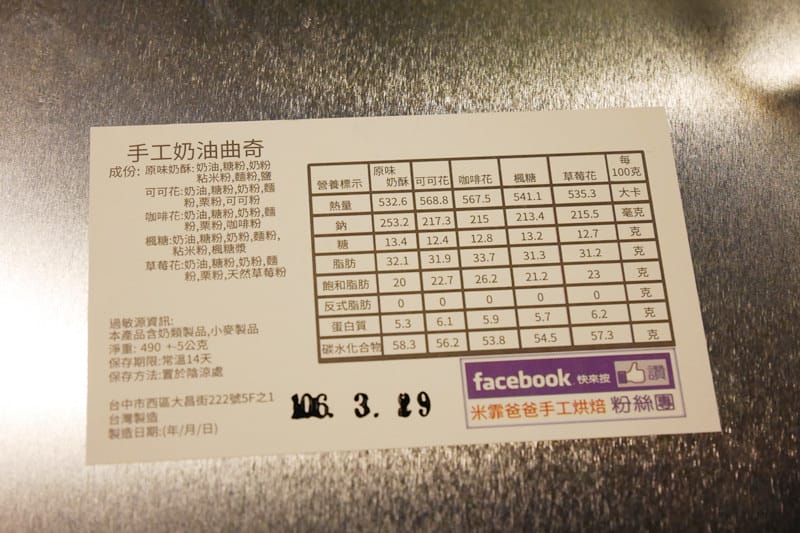 手工奶油曲奇
成份: 原味奶酥: 奶油,糖粉,奶粉
粘米粉,麵粉,鹽
可可花:奶油,糖粉,奶粉,麵
粉,栗粉,可可粉
咖啡花:奶油,糖粉,奶粉,麵
粉,栗粉,咖啡粉
楓糖:奶油,糖粉,奶粉,麵粉,
粘米粉,楓糖漿
草莓花:奶油,糖粉,奶粉,麵
粉,栗粉,天然草莓粉
過敏源資訊:
本產品含奶類製品,小麥製品
淨重: 490 +-5公克
保存期限:常溫14天
保存方法:置於陰涼處
台中市西區大昌街222號5F之1
台灣製造
製造日期:(年/月/日)
106. 3. 29
營養標示 原味奶酥 可可花 咖啡花 楓糖 草莓花 每100克
熱量 532.6 568.8 567.5 541.1 535.3 大卡
鈉 253.2 217.3 215 213.4 215.5 毫克
糖 13.4 12.4 12.8 13.2 12.7 克
脂肪 32.1 31.9 33.7 31.3 31.2 克
飽和脂肪 20 22.7 26.2 21.2 23 克
反式脂肪 0 0 0 0 0 克
蛋白質 5.3 6.1 5.9 5.7 6.2 克
碳水化合物 58.3 56.2 53.8 54.5 57.3 克
facebook 快來按 讚
米霏爸爸手工烘焙 粉絲團